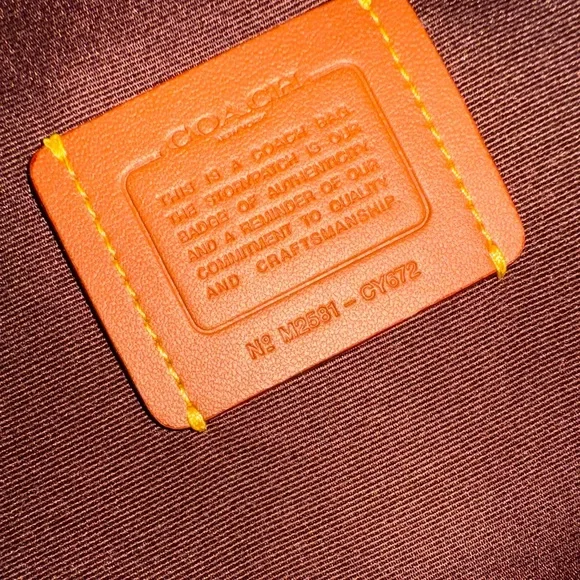 COACH
THIS IS A COACH BAG.
THE STORYPATCH IS OUR
BADGE OF AUTHENTICITY
AND A REMINDER OF OUR
COMMITMENT TO QUALITY
AND CRAFTSMANSHIP.
Nº M2581 - CY672